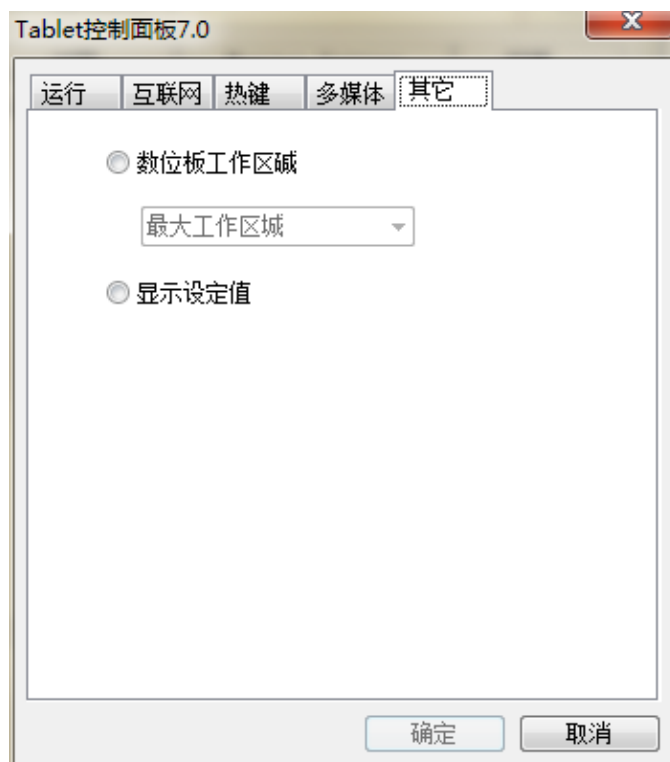 Tablet控制面板7.0
运行 互联网 热键 多媒体 其它
数位板工作区碱
最大工作区城
显示设定值
确定 取消